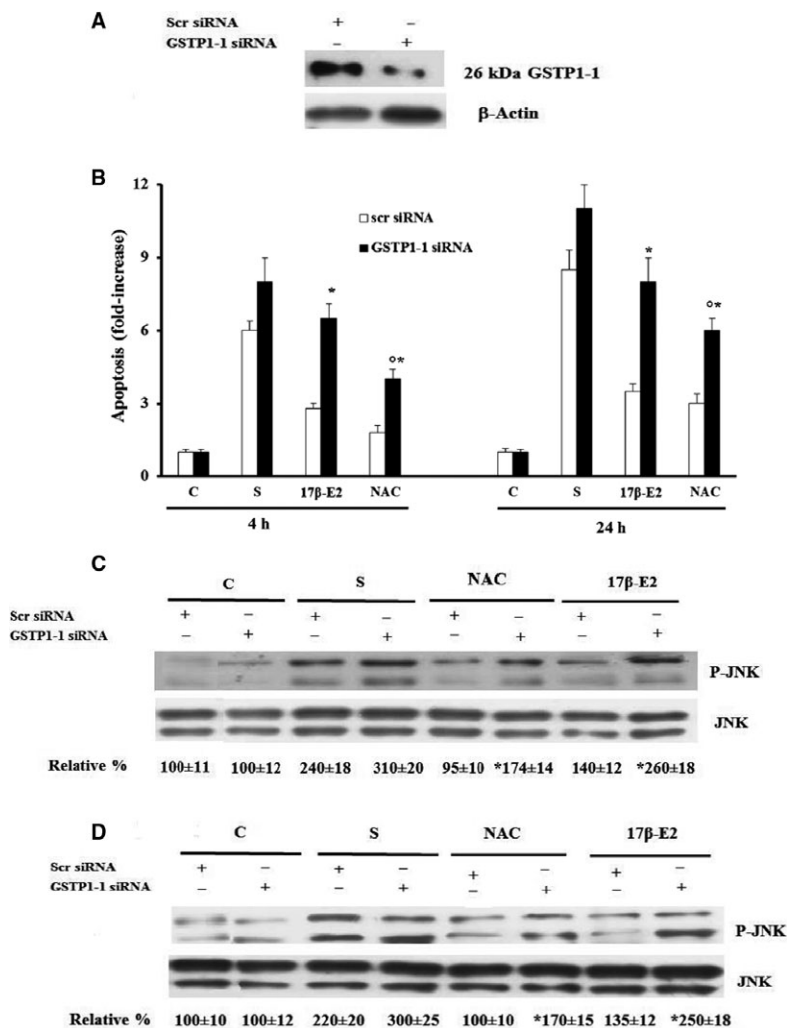 A
Scr siRNA + −
GSTP1-1 siRNA − +
26 kDa GSTP1-1
β-Actin
B
Apoptosis (fold-increase)
12
9
6
3
0
scr siRNA
GSTP1-1 siRNA
* °* * °*
C S 17β-E2 NAC C S 17β-E2 NAC
4 h 24 h
C
C S NAC 17β-E2
Scr siRNA + − + − + − + −
GSTP1-1 siRNA − + − + − + − +
P-JNK
JNK
Relative % 100±11 100±12 240±18 310±20 95±10 *174±14 140±12 *260±18
D
C S NAC 17β-E2
Scr siRNA + − + − + − + −
GSTP1-1 siRNA − + − + − + − +
P-JNK
JNK
Relative % 100±10 100±12 220±20 300±25 100±10 *170±15 135±12 *250±18